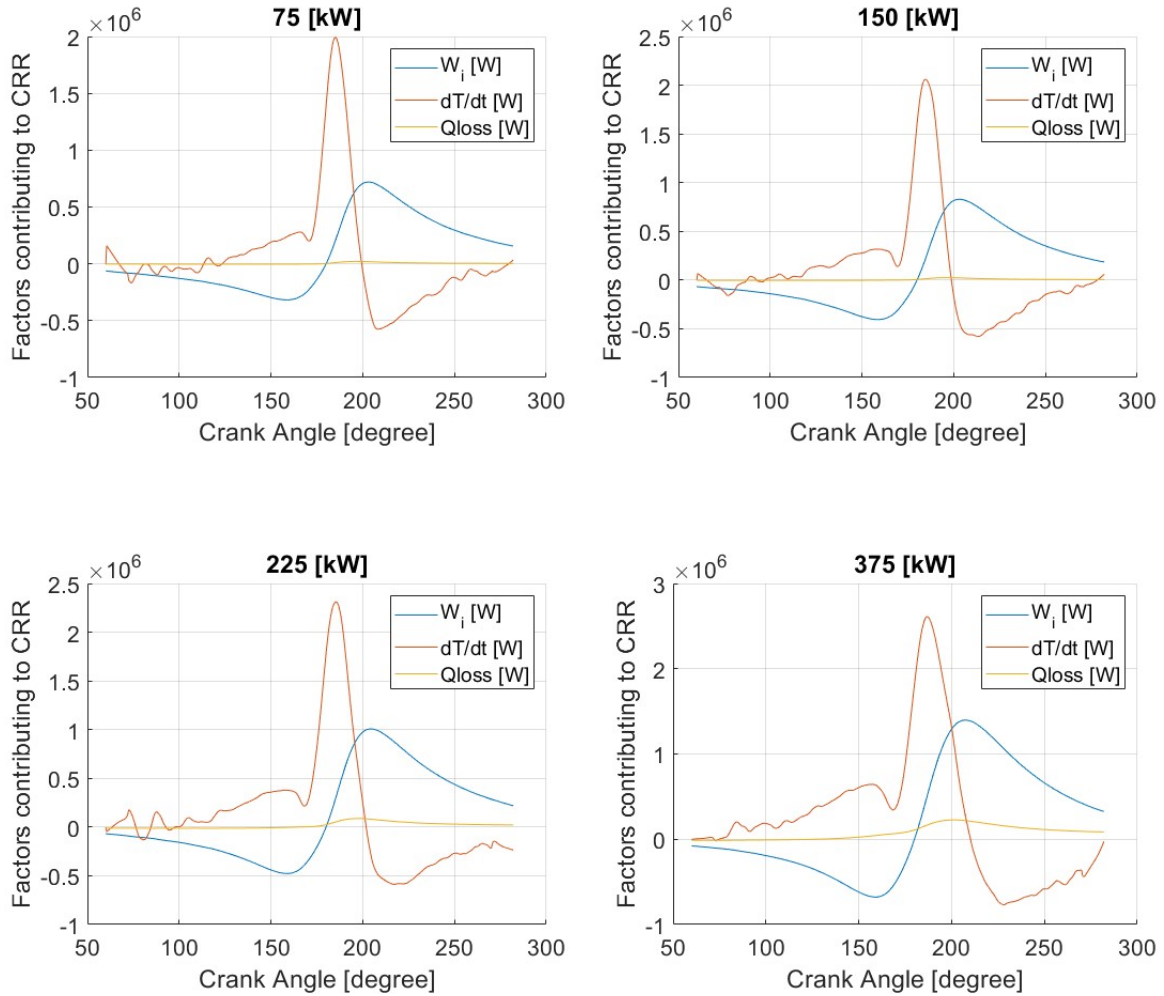 75 [kW]
×10^6
Factors contributing to CRR
2
1.5
1
0.5
0
-0.5
-1
50 100 150 200 250 300
Crank Angle [degree]
W_i [W]
dT/dt [W]
Qloss [W]
150 [kW]
×10^6
Factors contributing to CRR
2.5
2
1.5
1
0.5
0
-0.5
-1
50 100 150 200 250 300
Crank Angle [degree]
W_i [W]
dT/dt [W]
Qloss [W]
225 [kW]
×10^6
Factors contributing to CRR
2.5
2
1.5
1
0.5
0
-0.5
-1
50 100 150 200 250 300
Crank Angle [degree]
W_i [W]
dT/dt [W]
Qloss [W]
375 [kW]
×10^6
Factors contributing to CRR
3
2
1
0
-1
50 100 150 200 250 300
Crank Angle [degree]
W_i [W]
dT/dt [W]
Qloss [W]